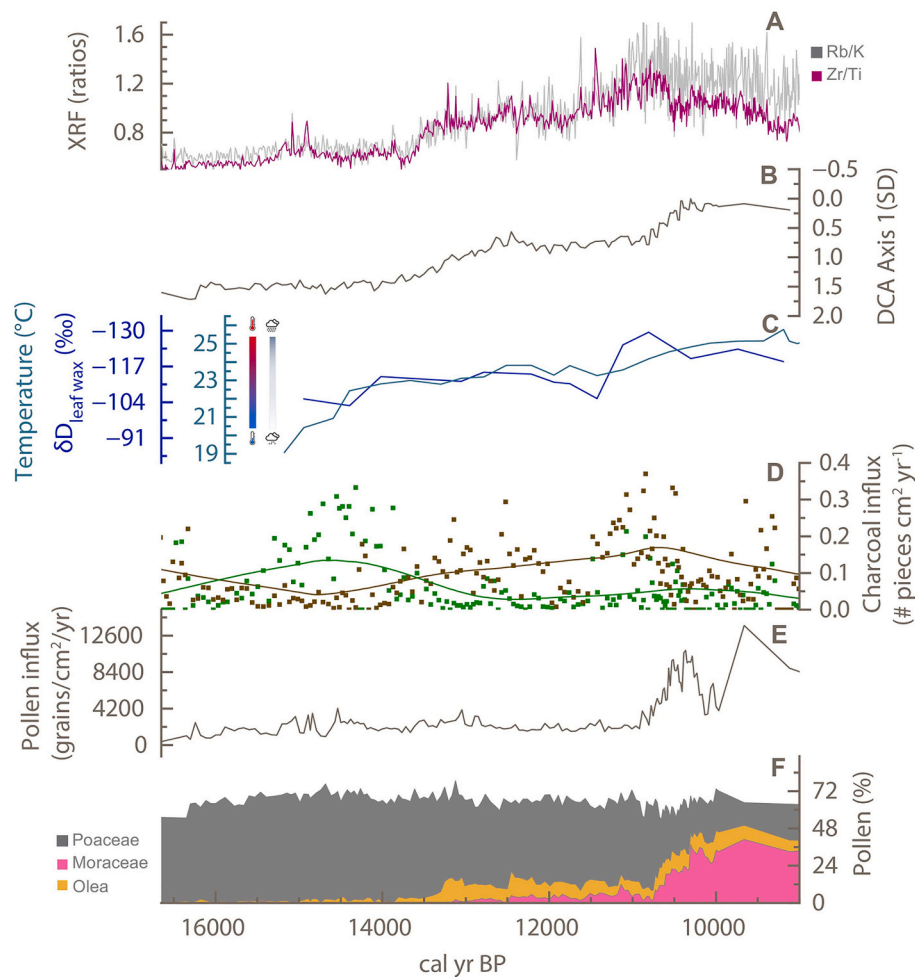 A
1.6
1.2
0.8
XRF (ratios)
Rb/K
Zr/Ti
B
−0.5
0.0
0.5
1.0
1.5
2.0
DCA Axis 1(SD)
C
Temperature (°C)
δD leaf wax (‰)
−130
−117
−104
−91
25
23
21
19
D
0.4
0.3
0.2
0.1
0.0
Charcoal influx
(# pieces cm² yr⁻¹)
E
12600
8400
4200
0
Pollen influx
(grains/cm²/yr)
F
72
48
24
0
Pollen (%)
Poaceae
Moraceae
Olea
16000 14000 12000 10000
cal yr BP